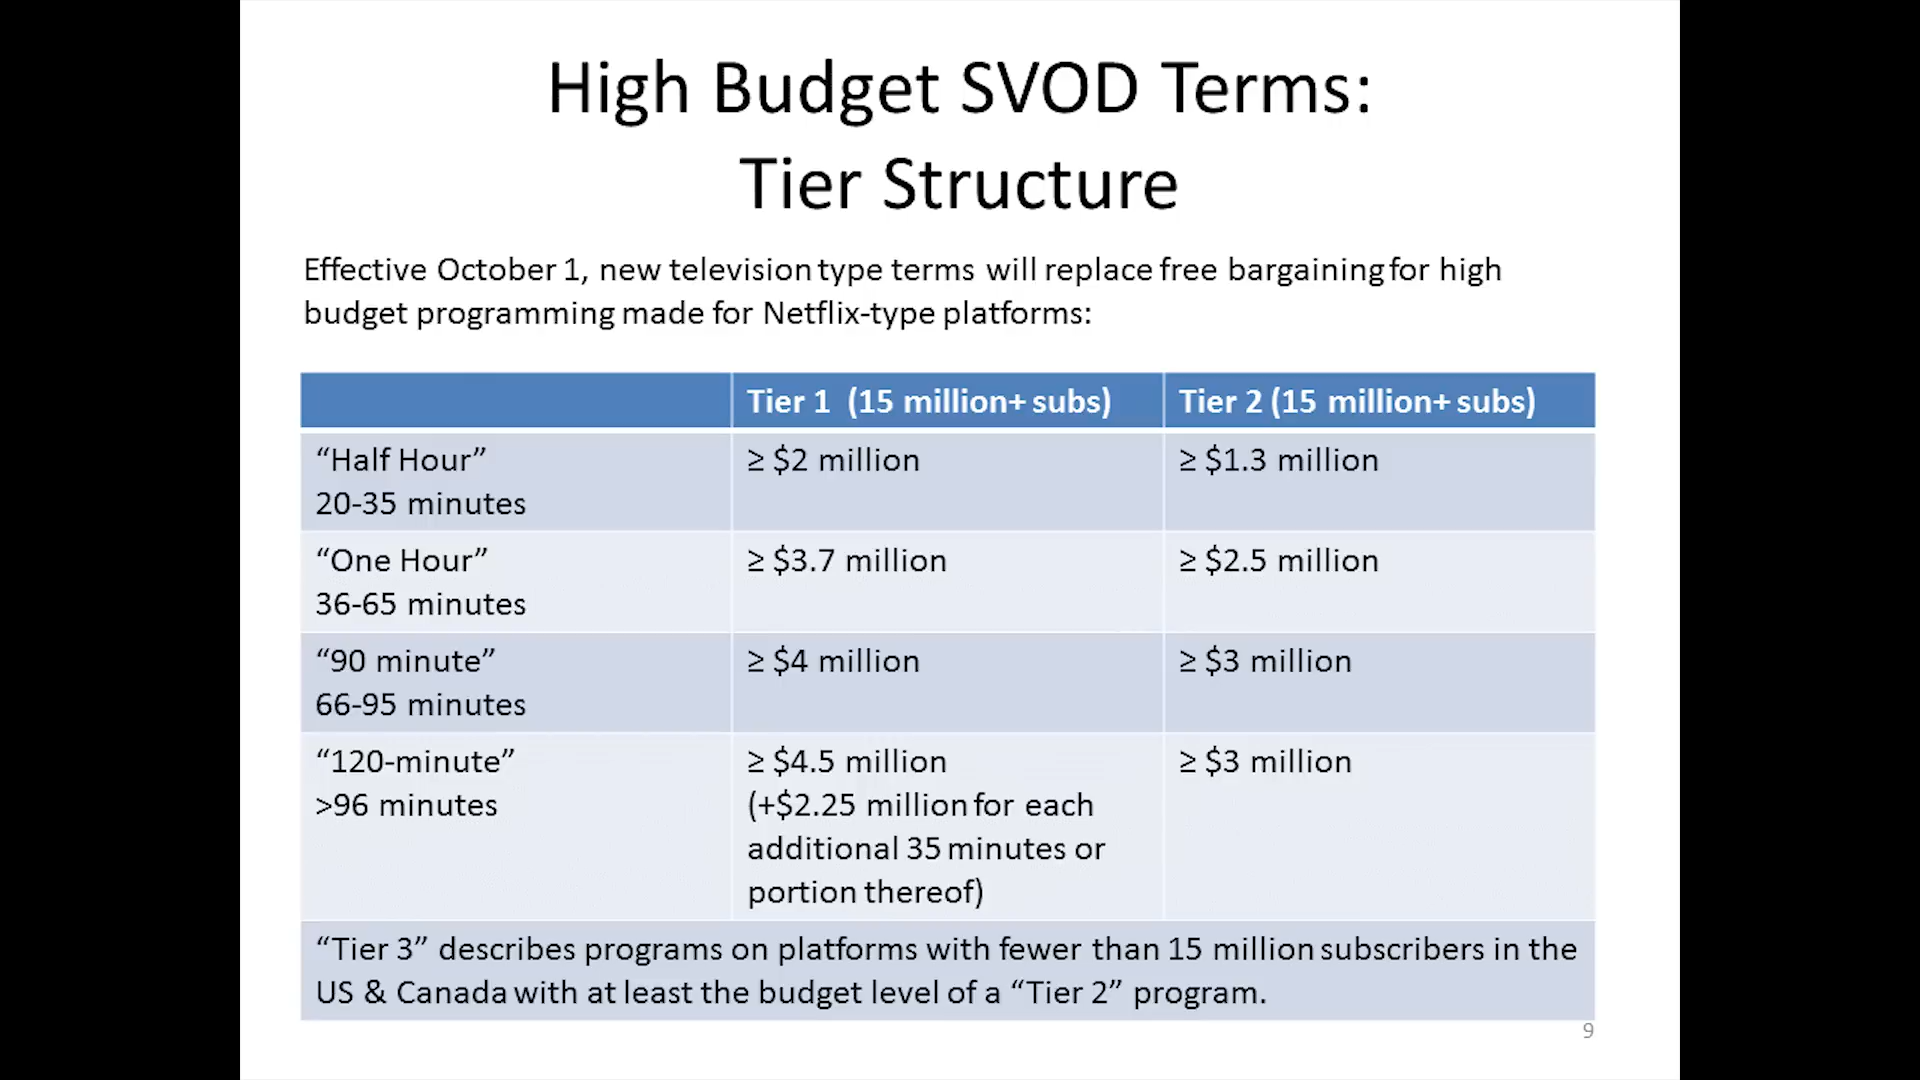 High Budget SVOD Terms:
Tier Structure
Effective October 1, new television type terms will replace free bargaining for high
budget programming made for Netflix-type platforms:
Tier 1 (15 million+ subs) Tier 2 (15 million+ subs)
“Half Hour” ≥ $2 million ≥ $1.3 million
20-35 minutes
“One Hour” ≥ $3.7 million ≥ $2.5 million
36-65 minutes
“90 minute” ≥ $4 million ≥ $3 million
66-95 minutes
“120-minute” ≥ $4.5 million ≥ $3 million
>96 minutes (+$2.25 million for each
additional 35 minutes or
portion thereof)
“Tier 3” describes programs on platforms with fewer than 15 million subscribers in the
US & Canada with at least the budget level of a “Tier 2” program.
9